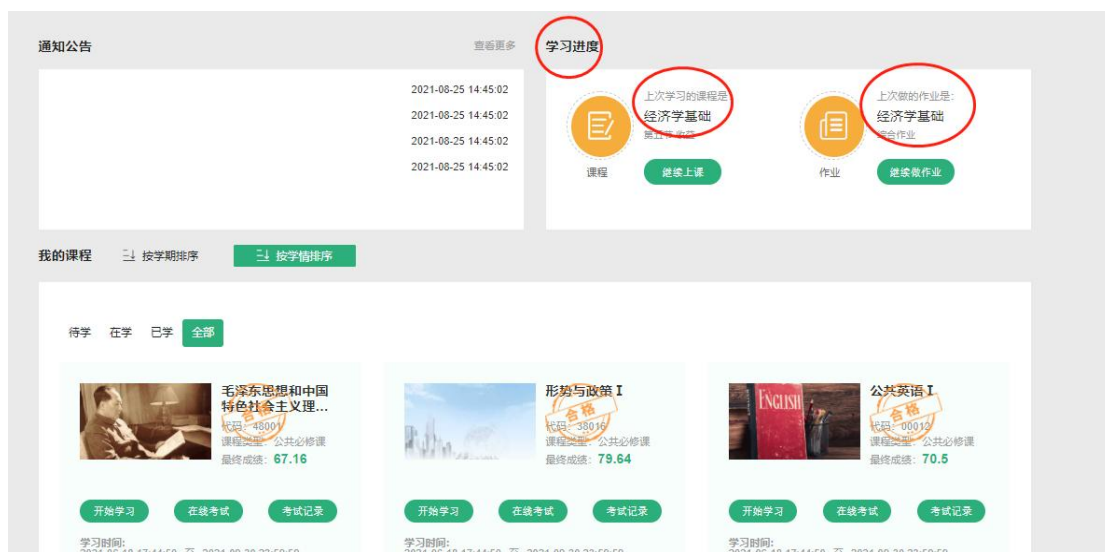 通知公告
查看更多
学习进度
2021-08-25 14:45:02
2021-08-25 14:45:02
2021-08-25 14:45:02
2021-08-25 14:45:02
上次学习的课程是
经济学基础
课程
继续上课
上次做的作业是:
经济学基础
综合作业
作业
继续做作业
我的课程
按学期排序
按学情排序
待学
在学
已学
全部
毛泽东思想和中国
特色社会主义理...
合格
代码: 48001
课程类型: 公共必修课
最终成绩: 67.16
开始学习
在线考试
考试记录
学习时间:
形势与政策 I
合格
代码: 38016
课程类型: 公共必修课
最终成绩: 79.64
开始学习
在线考试
考试记录
学习时间:
ENGLISH
公共英语 I
合格
代码: 00012
课程类型: 公共必修课
最终成绩: 70.5
开始学习
在线考试
考试记录
学习时间: